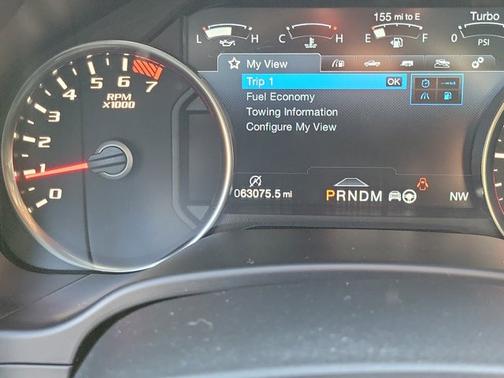 155 mi to E
Turbo
L H C H E F 0
PSI
My View
Trip 1 OK
Fuel Economy
Towing Information
Configure My View
7
6
5
4
3
2
1
0
RPM
X1000
063075.5 mi
PRNDM
NW